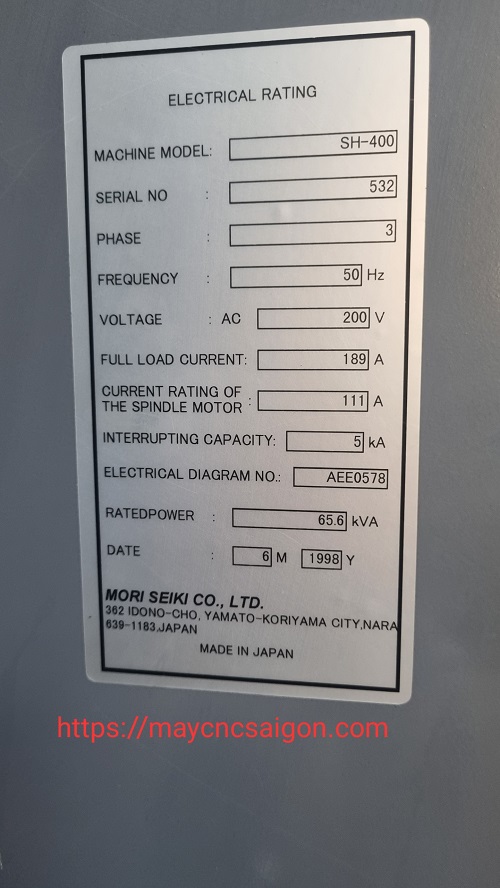 ELECTRICAL RATING
MACHINE MODEL: SH-400
SERIAL NO : 532
PHASE : 3
FREQUENCY : 50 Hz
VOLTAGE : AC 200 V
FULL LOAD CURRENT: 189 A
CURRENT RATING OF
THE SPINDLE MOTOR : 111 A
INTERRUPTING CAPACITY: 5 kA
ELECTRICAL DIAGRAM NO.: AEE0578
RATEDPOWER : 65.6 kVA
DATE : 6 M 1998 Y
MORI SEIKI CO., LTD.
362 IDONO-CHO, YAMATO-KORIYAMA CITY,NARA
639-1183,JAPAN
MADE IN JAPAN
https://maycncsaigon.com